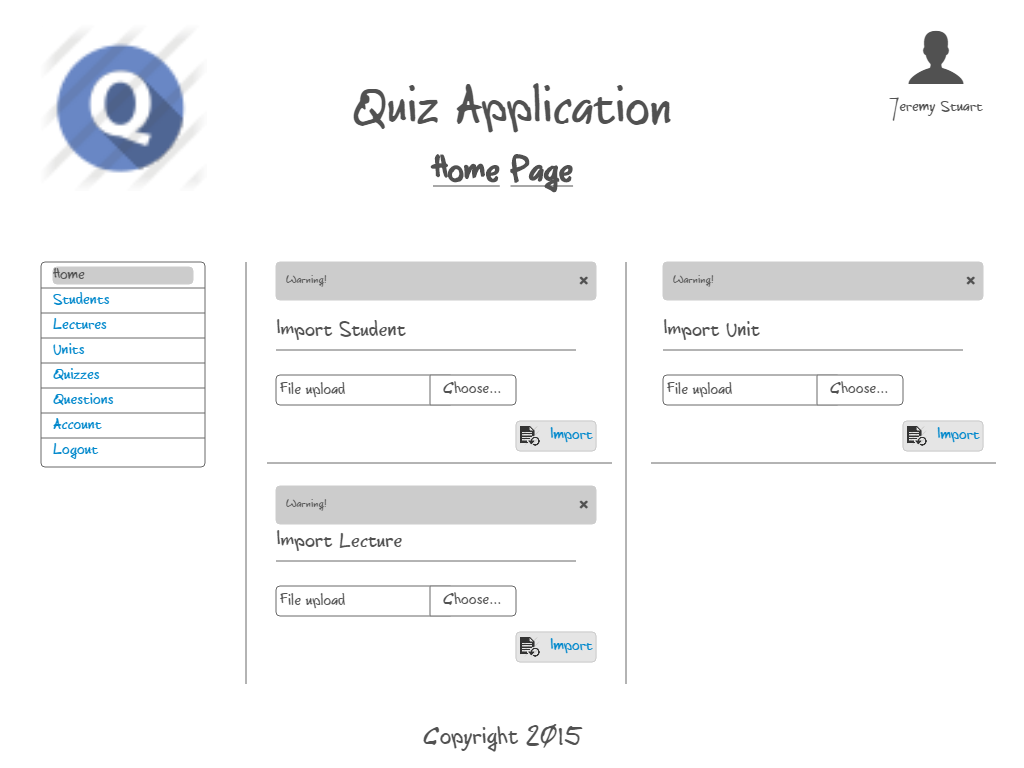 Q
Jeremy Stuart
Quiz Application
Home Page
Home
Students
Lectures
Units
Quizzes
Questions
Account
Logout
Warning!
Import Student
File upload Choose...
Import
Warning!
Import Lecture
File upload Choose...
Import
Warning!
Import Unit
File upload Choose...
Import
Copyright 2015